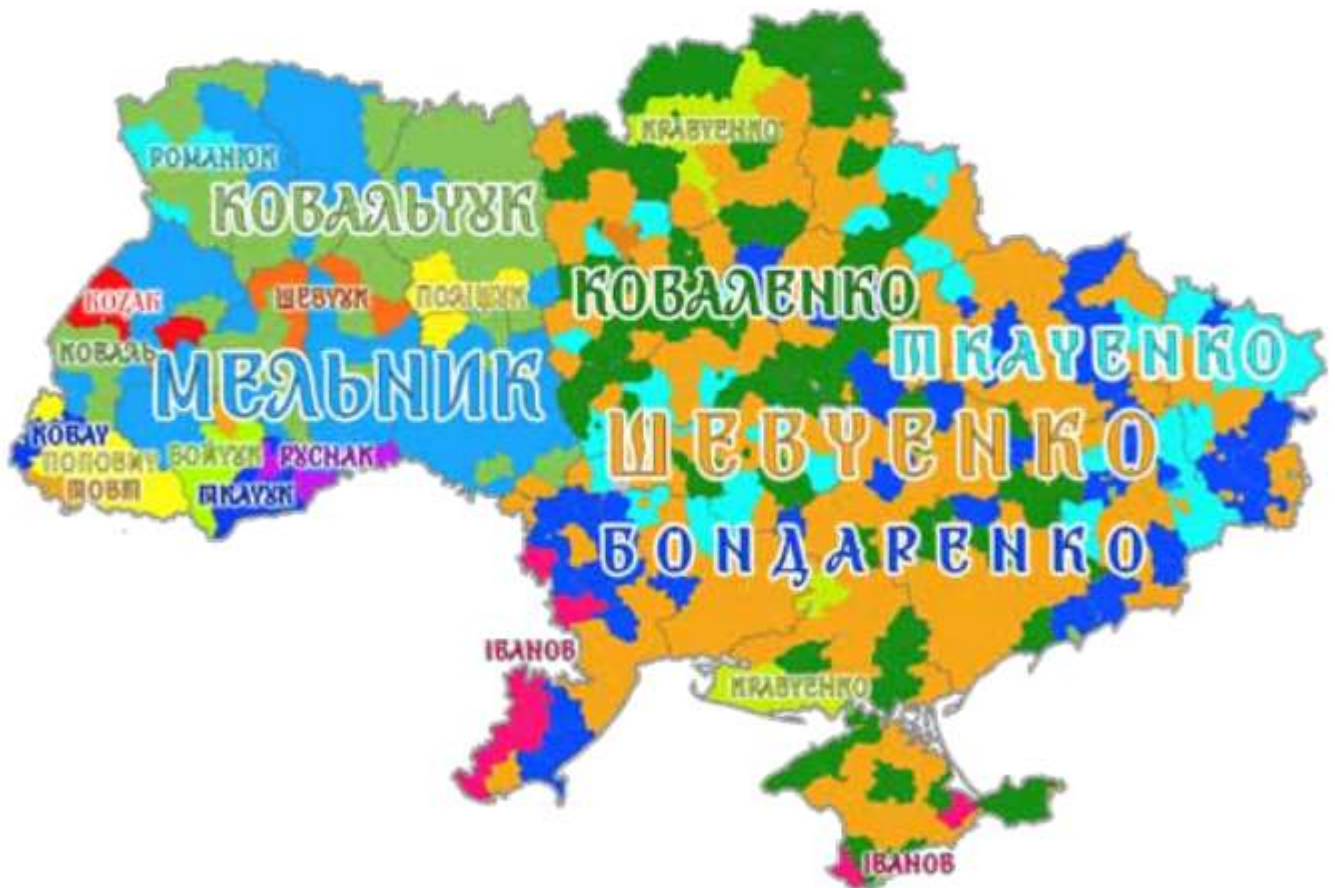 КРАВЧЕНКО
РОМАНЮК
КОВАЛЬЧУК
КОЗАК
ШЕВЧУК
ПОЛІЩУК
КОВАЛЕНКО
КОВАЛЬ
ТКАЧЕНКО
МЕЛЬНИК
ШЕВЧЕНКО
КОВАЧ
ПОПОВИЧ
БОЙЧУК
РУСНАК
ТОВТ
ТКАЧУК
БОНДАРЕНКО
ІВАНОВ
КРАВЧЕНКО
ІВАНОВ